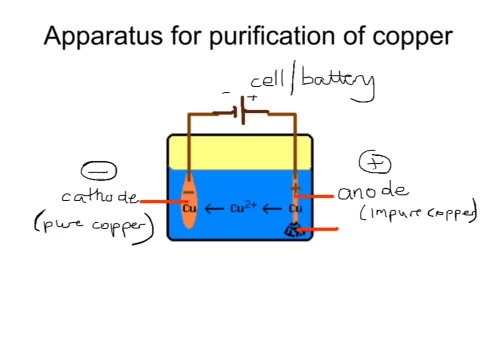 Apparatus for purification of copper
cell/battery
- +
- +
cathode anode
(pure copper) (impure copper)
- +
Cu ← Cu²⁺ ← Cu